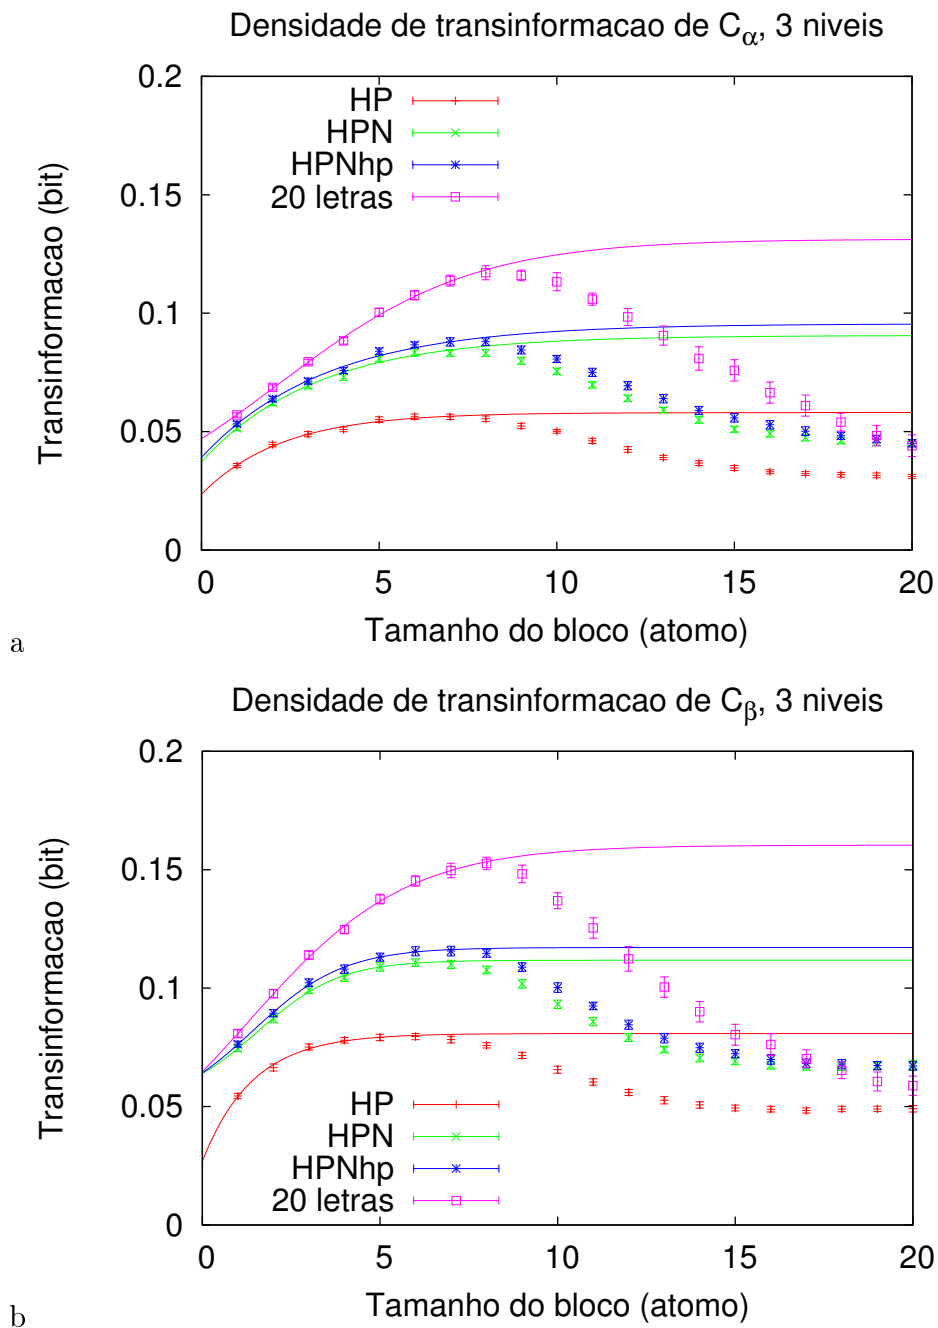 Densidade de transinformacao de Cα, 3 niveis
0.2
0.15
0.1
0.05
0
Transinformacao (bit)
HP
HPN
HPNhp
20 letras
0 5 10 15 20
Tamanho do bloco (atomo)
a
Densidade de transinformacao de Cβ, 3 niveis
0.2
0.15
0.1
0.05
0
Transinformacao (bit)
HP
HPN
HPNhp
20 letras
0 5 10 15 20
Tamanho do bloco (atomo)
b